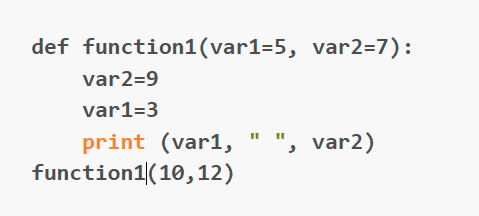 def function1(var1=5, var2=7):
    var2=9
    var1=3
    print (var1, " ", var2)
function1(10,12)